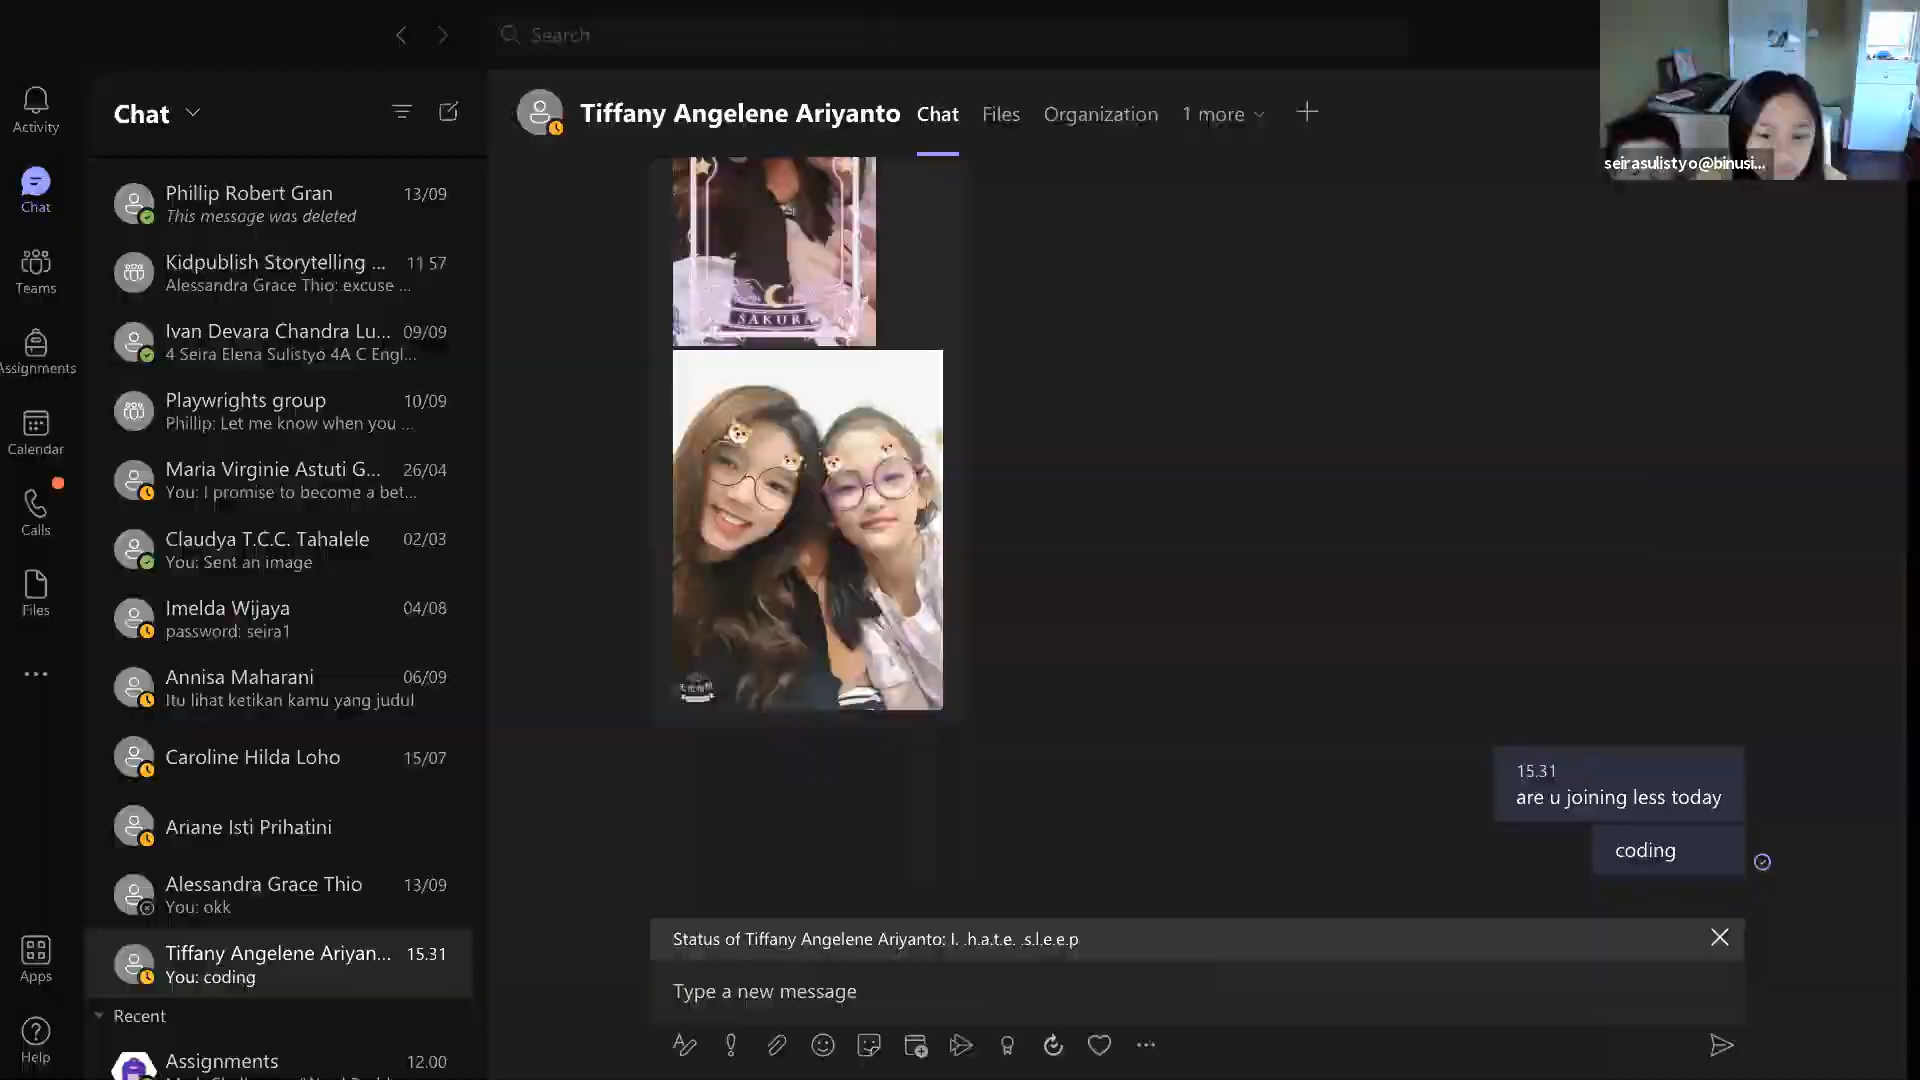 Search
Activity
Chat
Teams
Assignments
Calendar
Calls
Files
Apps
Help
Chat
Phillip Robert Gran 13/09
This message was deleted
Kidpublish Storytelling ... 11 57
Alessandra Grace Thio: excuse ...
Ivan Devara Chandra Lu... 09/09
4 Seira Elena Sulistyo 4A C Engl...
Playwrights group 10/09
Phillip: Let me know when you ...
Maria Virginie Astuti G... 26/04
You: I promise to become a bet...
Claudya T.C.C. Tahalele 02/03
You: Sent an image
Imelda Wijaya 04/08
password: seira1
Annisa Maharani 06/09
Itu lihat ketikan kamu yang judul
Caroline Hilda Loho 15/07
Ariane Isti Prihatini
Alessandra Grace Thio 13/09
You: okk
Tiffany Angelene Ariyan... 15.31
You: coding
Recent
Assignments 12.00
Tiffany Angelene Ariyanto Chat Files Organization 1 more
SAKURA
15.31
are u joining less today
coding
Status of Tiffany Angelene Ariyanto: I. .h.a.t.e. .s.l.e.e.p
Type a new message
seirasulistyo@binusi...